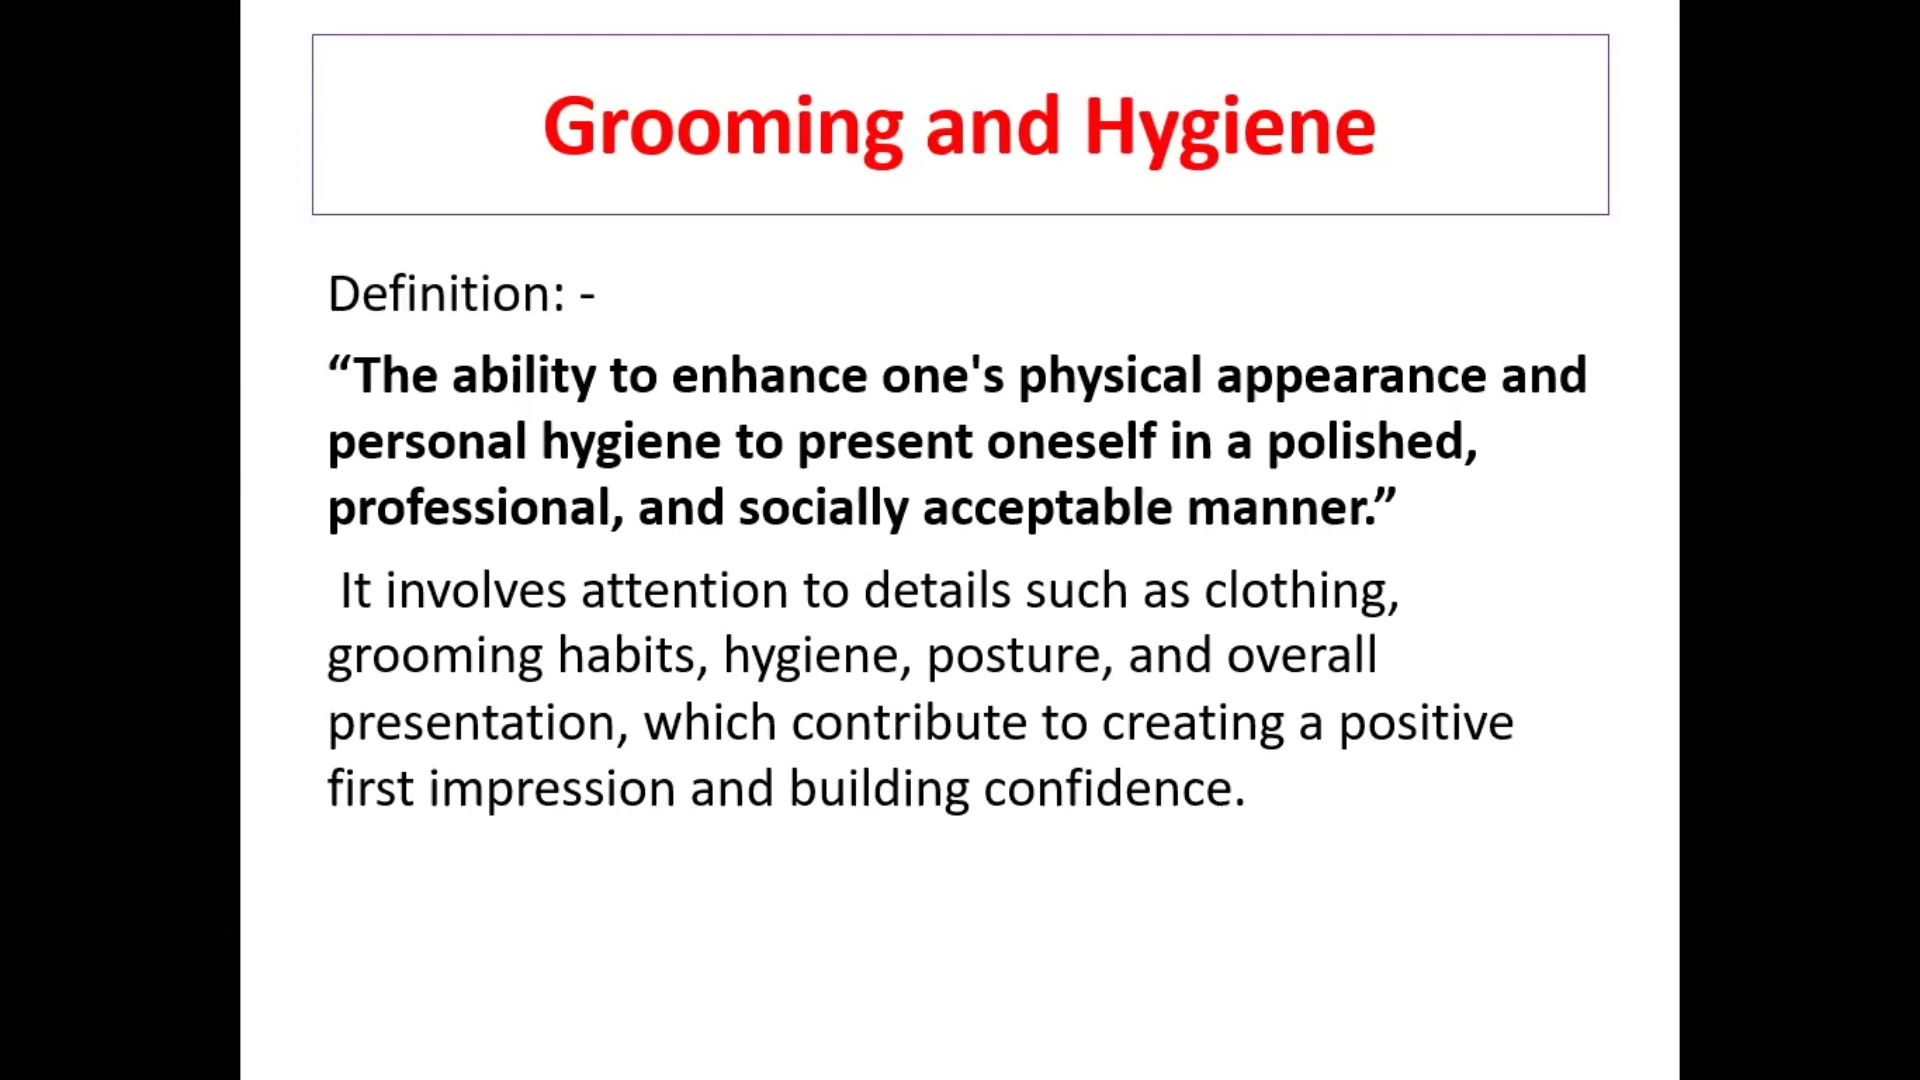 Grooming and Hygiene
Definition: -
“The ability to enhance one's physical appearance and
personal hygiene to present oneself in a polished,
professional, and socially acceptable manner.”
It involves attention to details such as clothing,
grooming habits, hygiene, posture, and overall
presentation, which contribute to creating a positive
first impression and building confidence.